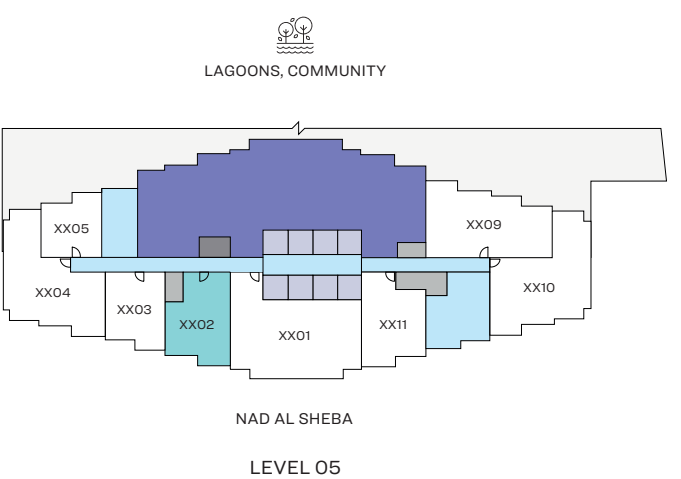 LAGOONS, COMMUNITY
XX05
XX09
XX04
XX10
XX03
XX02
XX01
XX11
NAD AL SHEBA
LEVEL 05